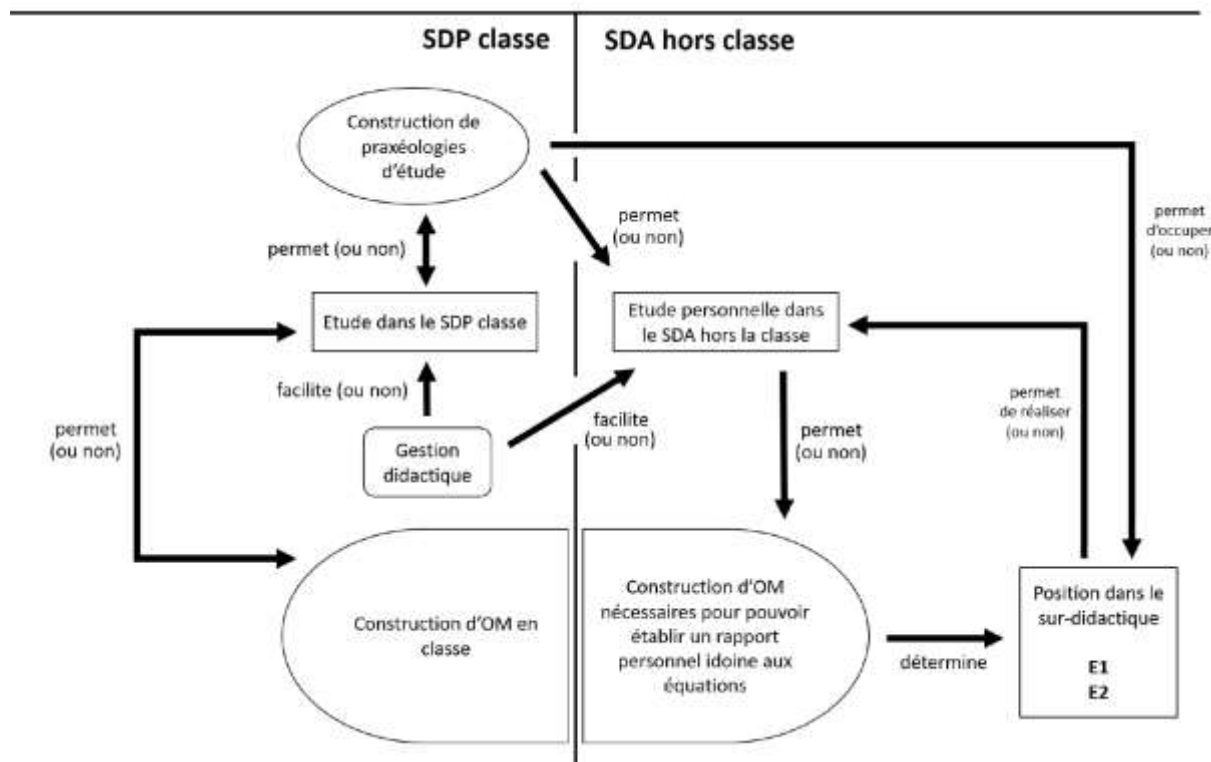 SDP classe
SDA hors classe
Construction de
praxéologies
d'étude
permet
(ou non)
permet
d'occuper
(ou non)
permet (ou non)
Etude dans le SDP classe
Etude personnelle dans
le SDA hors la classe
facilite (ou non)
facilite
(ou non)
permet
(ou non)
permet
(ou non)
permet
de réaliser
(ou non)
Gestion
didactique
Construction d'OM en
classe
Construction d'OM
nécessaires pour pouvoir
établir un rapport
personnel idoine aux
équations
détermine
Position dans le
sur-didactique
E1
E2